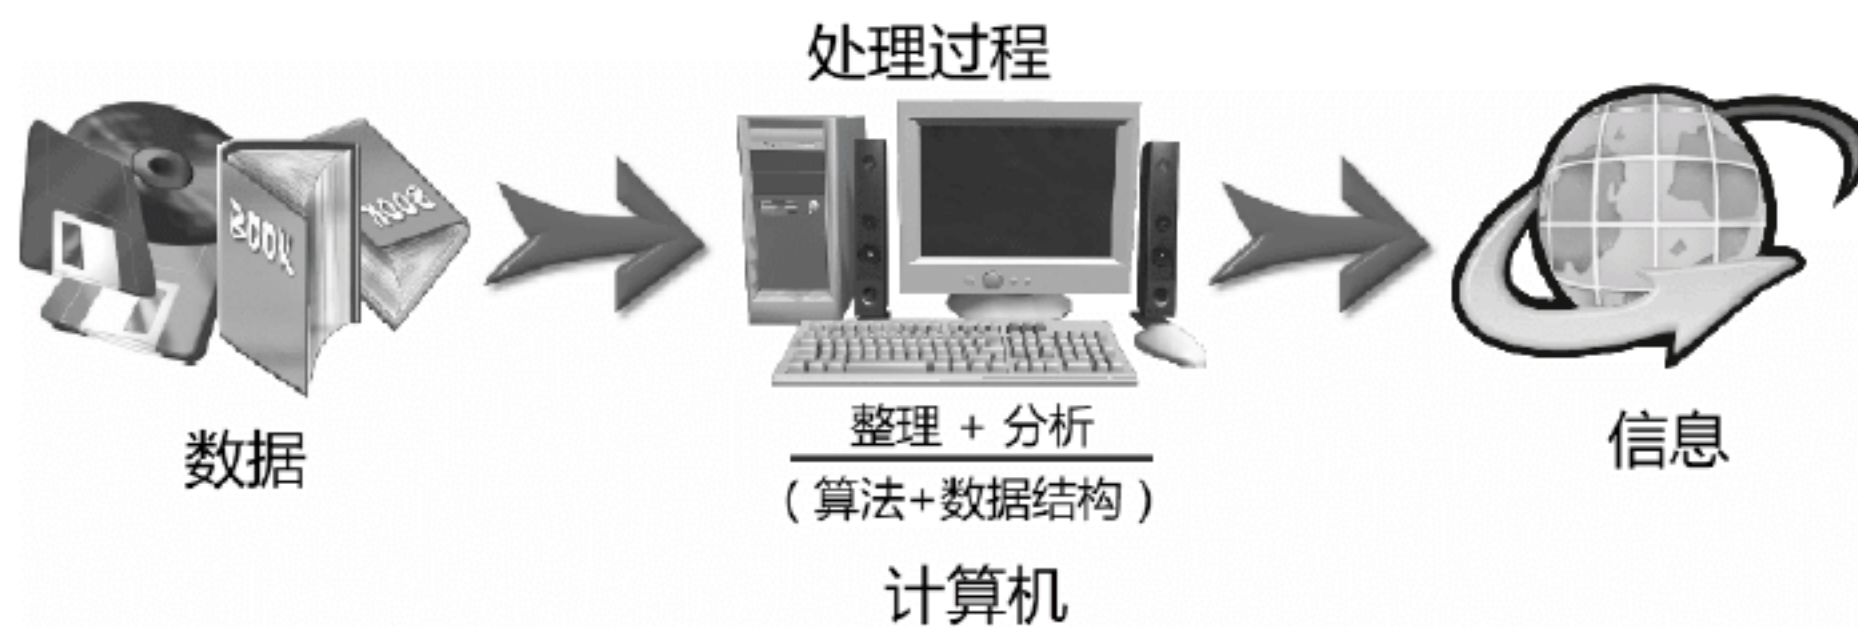 处理过程
BOOK
BOOK
数据
整理 + 分析
(算法+数据结构)
计算机
信息